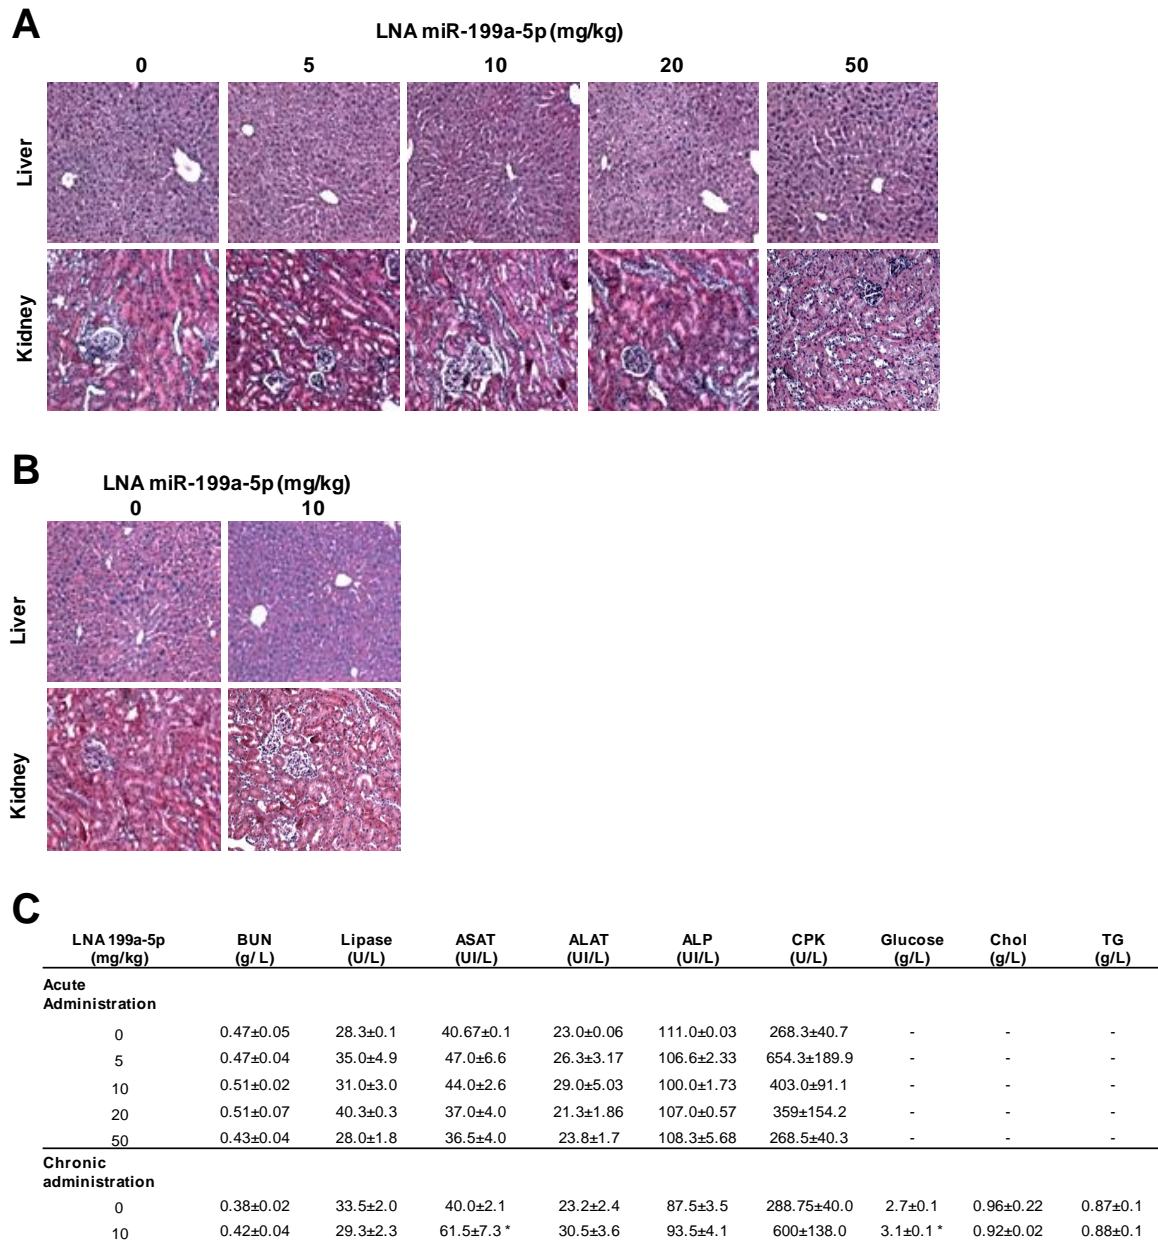 A
LNA miR-199a-5p (mg/kg)
0 5 10 20 50
Liver
Kidney
B
LNA miR-199a-5p (mg/kg)
0 10
Liver
Kidney
C
LNA 199a-5p BUN Lipase ASAT ALAT ALP CPK Glucose Chol TG
(mg/kg) (g/ L) (U/L) (UI/L) (UI/L) (UI/L) (U/L) (g/L) (g/L) (g/L)
Acute
Administration
0 0.47±0.05 28.3±0.1 40.67±0.1 23.0±0.06 111.0±0.03 268.3±40.7 - - -
5 0.47±0.04 35.0±4.9 47.0±6.6 26.3±3.17 106.6±2.33 654.3±189.9 - - -
10 0.51±0.02 31.0±3.0 44.0±2.6 29.0±5.03 100.0±1.73 403.0±91.1 - - -
20 0.51±0.07 40.3±0.3 37.0±4.0 21.3±1.86 107.0±0.57 359±154.2 - - -
50 0.43±0.04 28.0±1.8 36.5±4.0 23.8±1.7 108.3±5.68 268.5±40.3 - - -
Chronic
administration
0 0.38±0.02 33.5±2.0 40.0±2.1 23.2±2.4 87.5±3.5 288.75±40.0 2.7±0.1 0.96±0.22 0.87±0.1
10 0.42±0.04 29.3±2.3 61.5±7.3 * 30.5±3.6 93.5±4.1 600±138.0 3.1±0.1 * 0.92±0.02 0.88±0.1